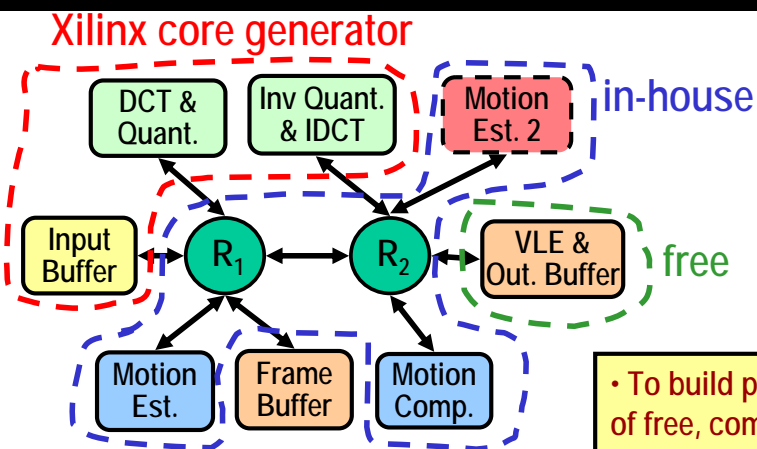 Xilinx core generator
DCT &
Quant.
Inv Quant.
& IDCT
Motion
Est. 2
in-house
Input
Buffer
R1
R2
VLE &
Out. Buffer
free
Motion
Est.
Frame
Buffer
Motion
Comp.
• To build p
of free, com